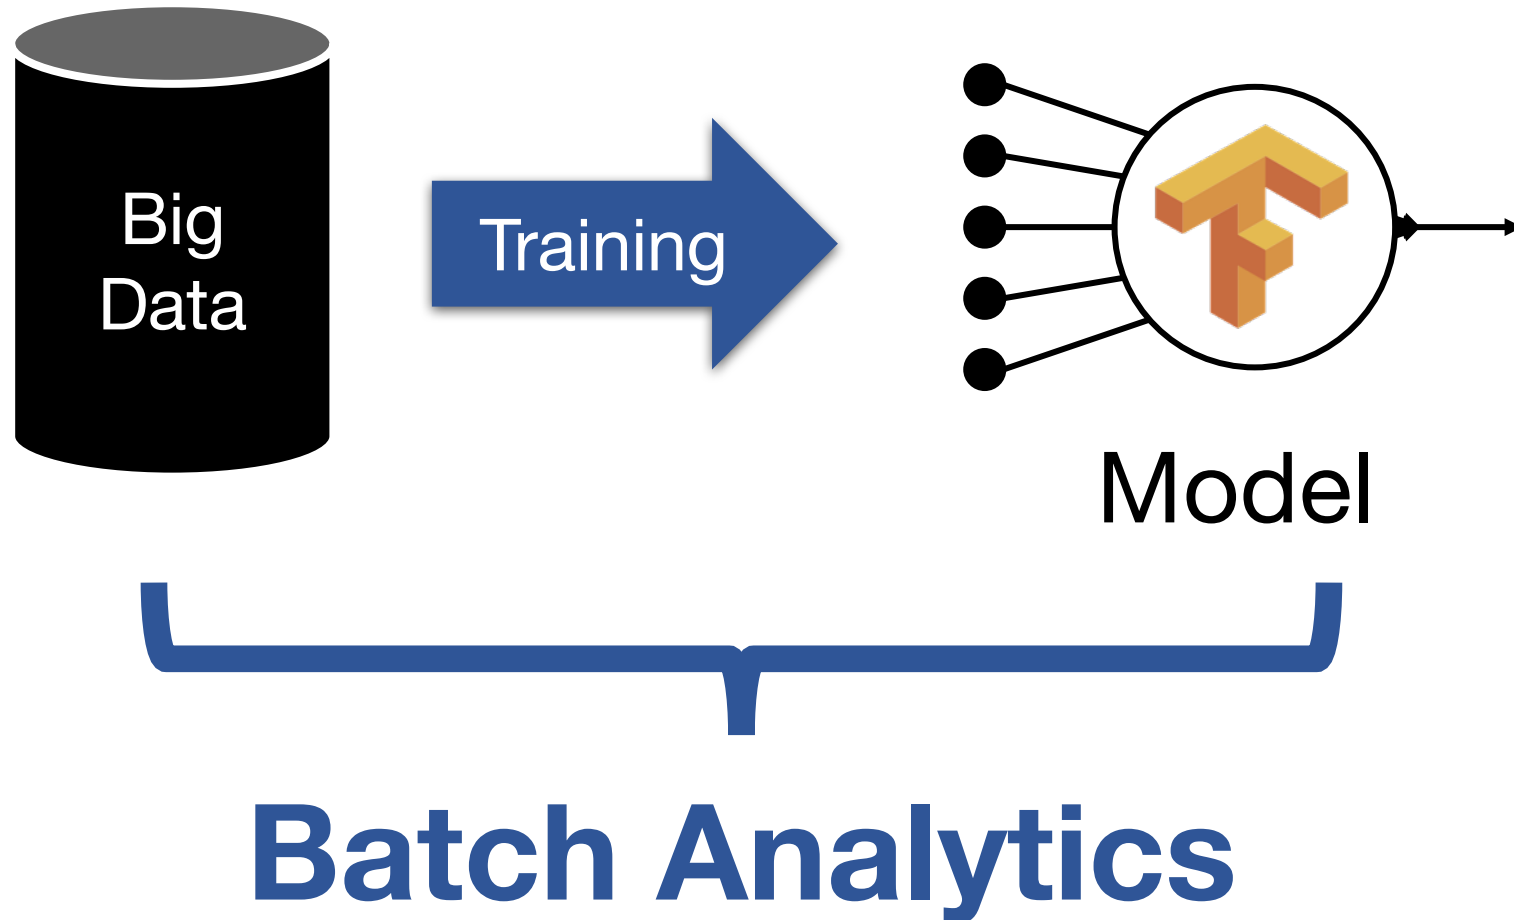 Big
Data
Training
Model
Batch Analytics